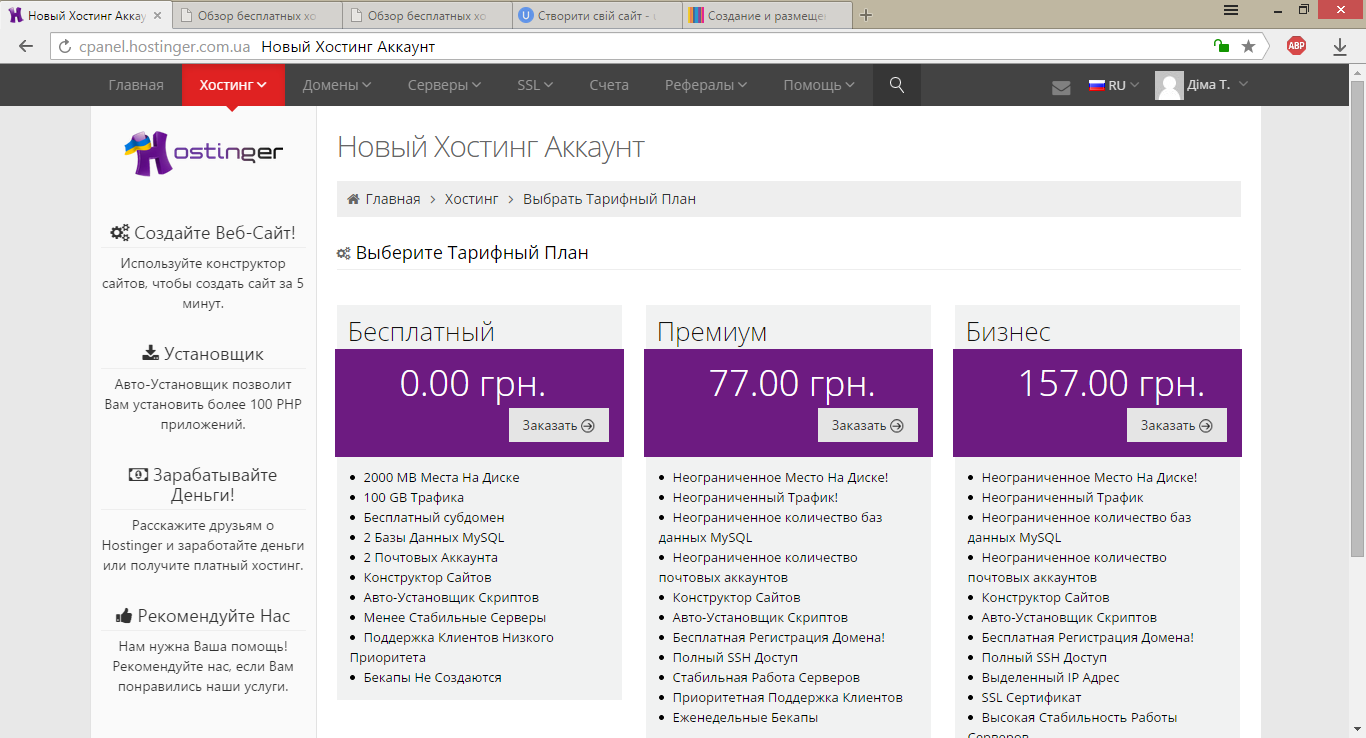 Новый Хостинг Аккау
Обзор бесплатных хо
Обзор бесплатных хо
Створити свій сайт -
Создание и размещен
cpanel.hostinger.com.ua Новый Хостинг Аккаунт
ABP
Главная Хостинг Домены Серверы SSL Счета Рефералы Помощь RU Діма Т.
Hostinger
Создайте Веб-Сайт!
Используйте конструктор
сайтов, чтобы создать сайт за 5
минут.
Установщик
Авто-Установщик позволит
Вам установить более 100 PHP
приложений.
Зарабатывайте
Деньги!
Расскажите друзьям о
Hostinger и заработайте деньги
или получите платный хостинг.
Рекомендуйте Нас
Нам нужна Ваша помощь!
Рекомендуйте нас, если Вам
понравились наши услуги.
Новый Хостинг Аккаунт
Главная > Хостинг > Выбрать Тарифный План
Выберите Тарифный План
Бесплатный
0.00 грн.
Заказать
• 2000 MB Места На Диске
• 100 GB Трафика
• Бесплатный субдомен
• 2 Базы Данных MySQL
• 2 Почтовых Аккаунта
• Конструктор Сайтов
• Авто-Установщик Скриптов
• Менее Стабильные Серверы
• Поддержка Клиентов Низкого
Приоритета
• Бекапы Не Создаются
Премиум
77.00 грн.
Заказать
• Неограниченное Место На Диске!
• Неограниченный Трафик!
• Неограниченное количество баз
данных MySQL
• Неограниченное количество
почтовых аккаунтов
• Конструктор Сайтов
• Авто-Установщик Скриптов
• Бесплатная Регистрация Домена!
• Полный SSH Доступ
• Стабильная Работа Серверов
• Приоритетная Поддержка Клиентов
• Еженедельные Бекапы
Бизнес
157.00 грн.
Заказать
• Неограниченное Место На Диске!
• Неограниченный Трафик
• Неограниченное количество баз
данных MySQL
• Неограниченное количество
почтовых аккаунтов
• Конструктор Сайтов
• Авто-Установщик Скриптов
• Бесплатная Регистрация Домена!
• Полный SSH Доступ
• Выделенный IP Адрес
• SSL Сертификат
• Высокая Стабильность Работы
Серверов